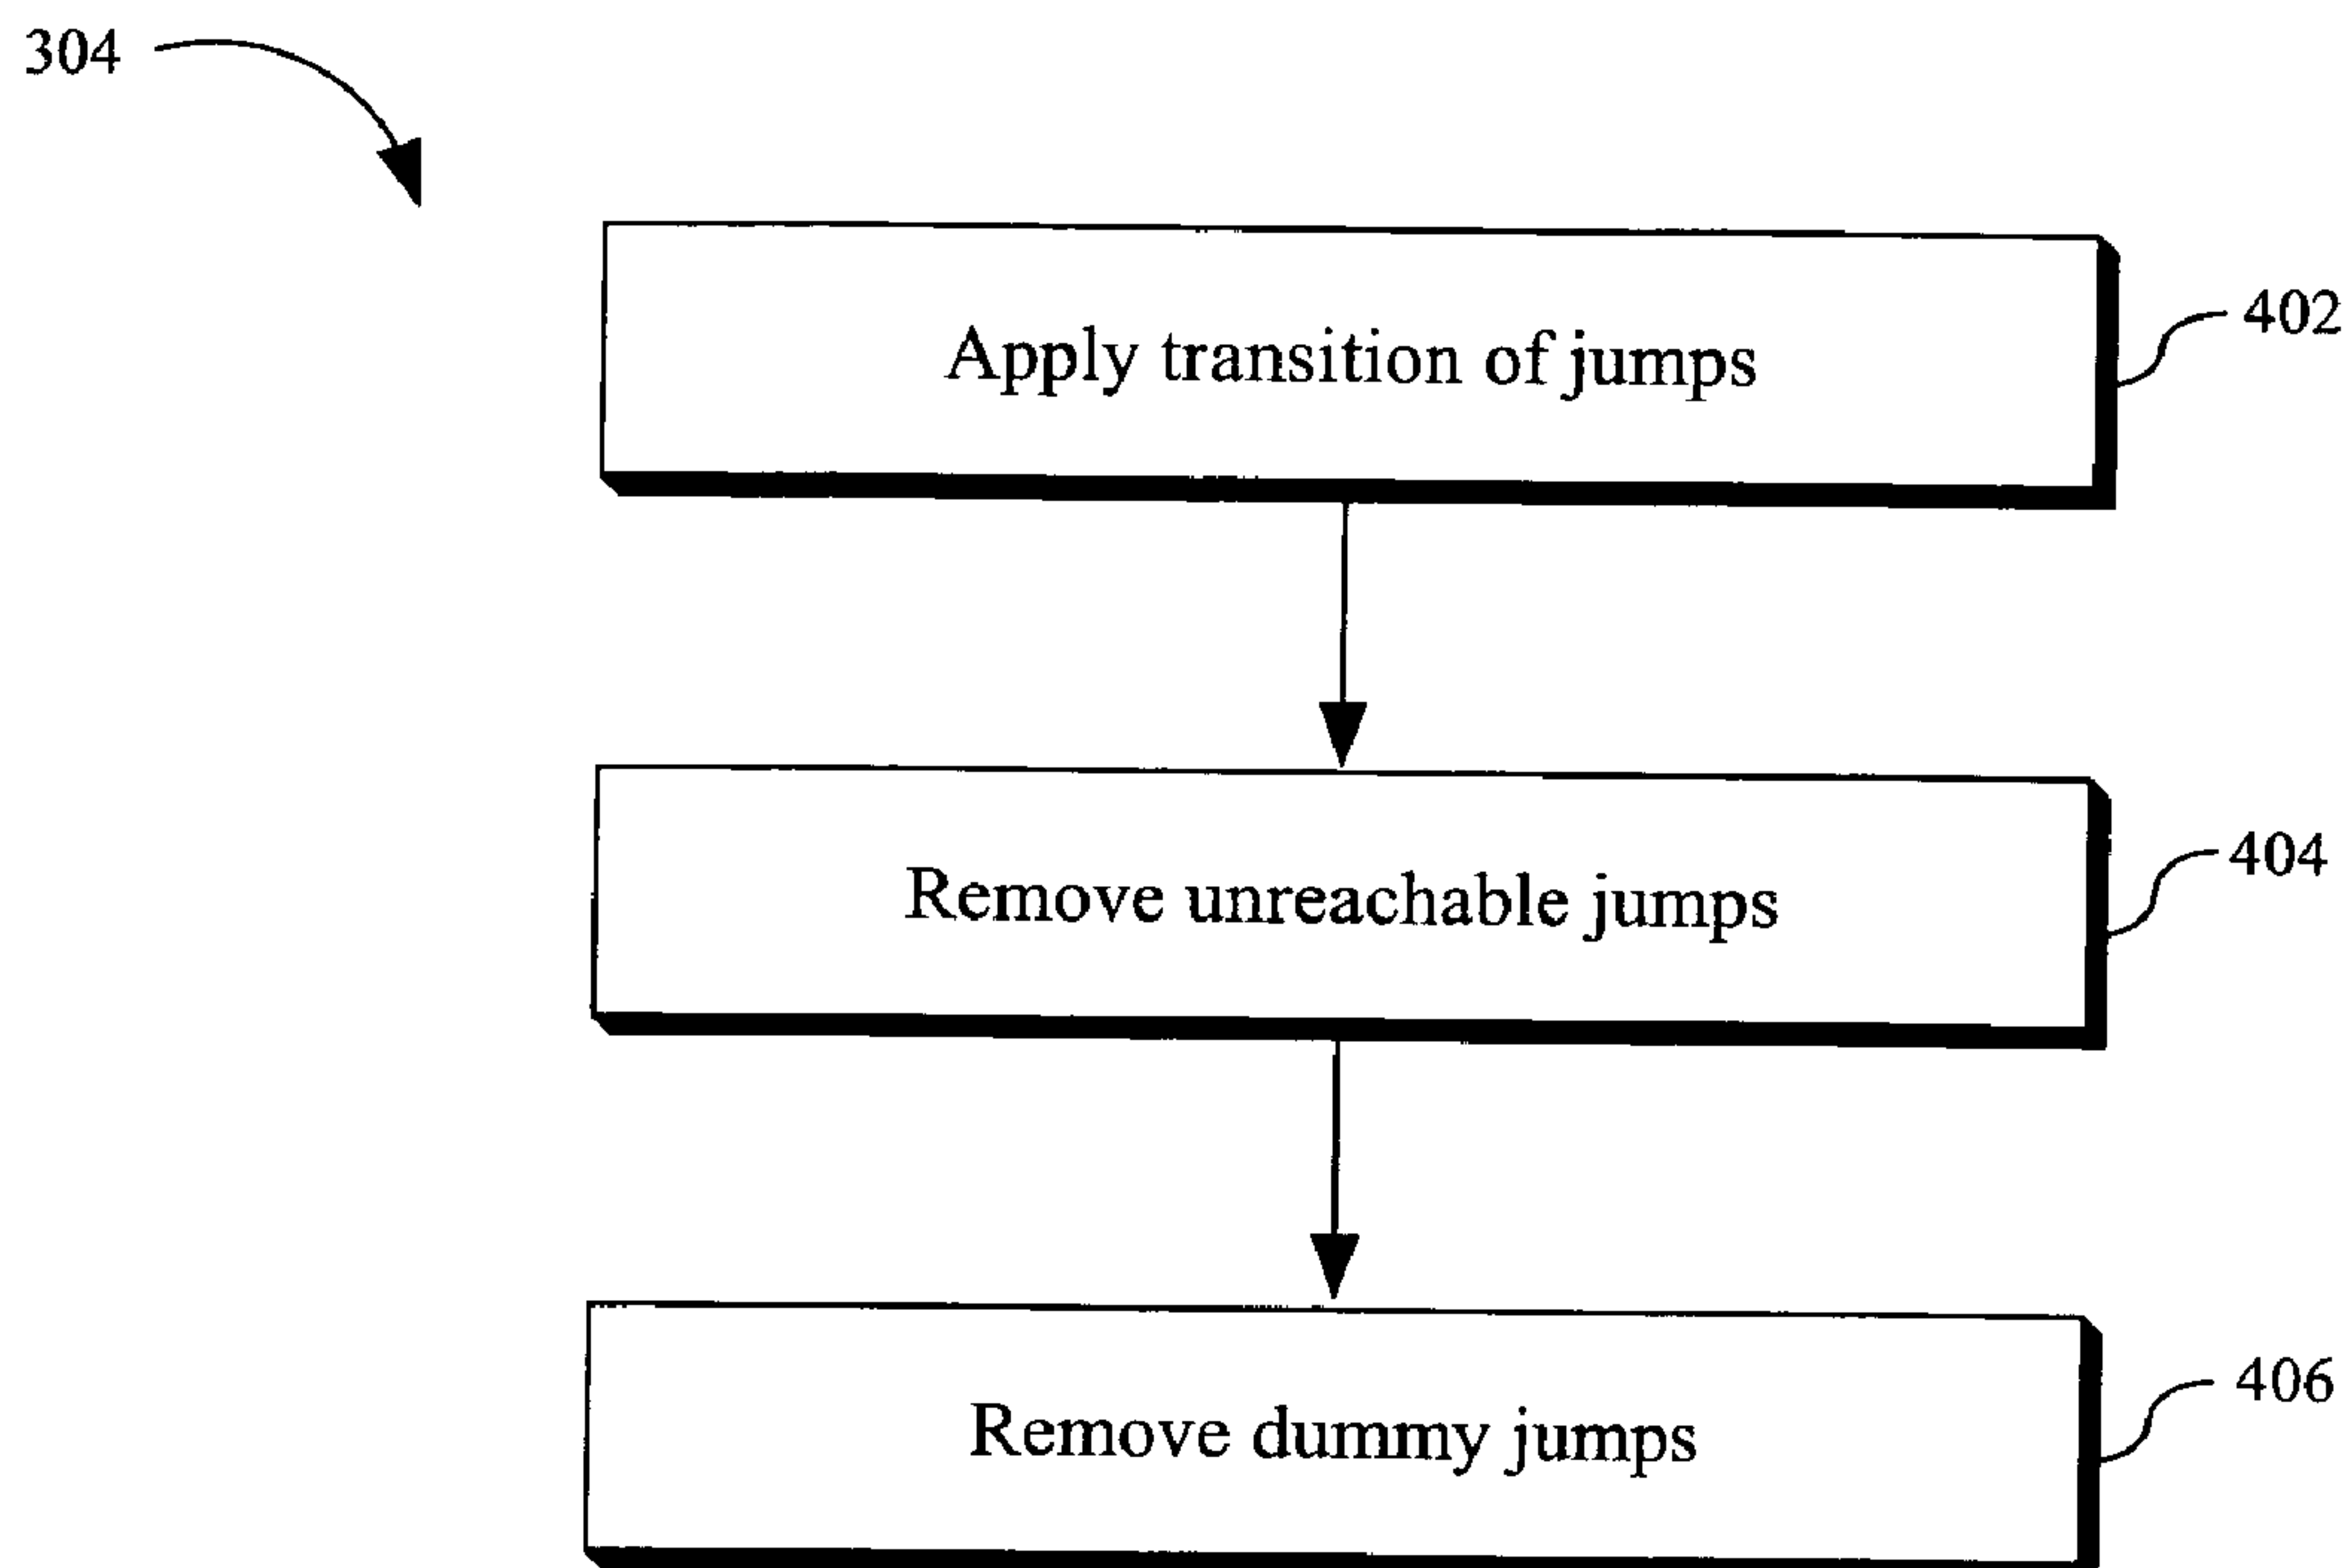 304
Apply transition of jumps
402
Remove unreachable jumps
404
Remove dummy jumps
406